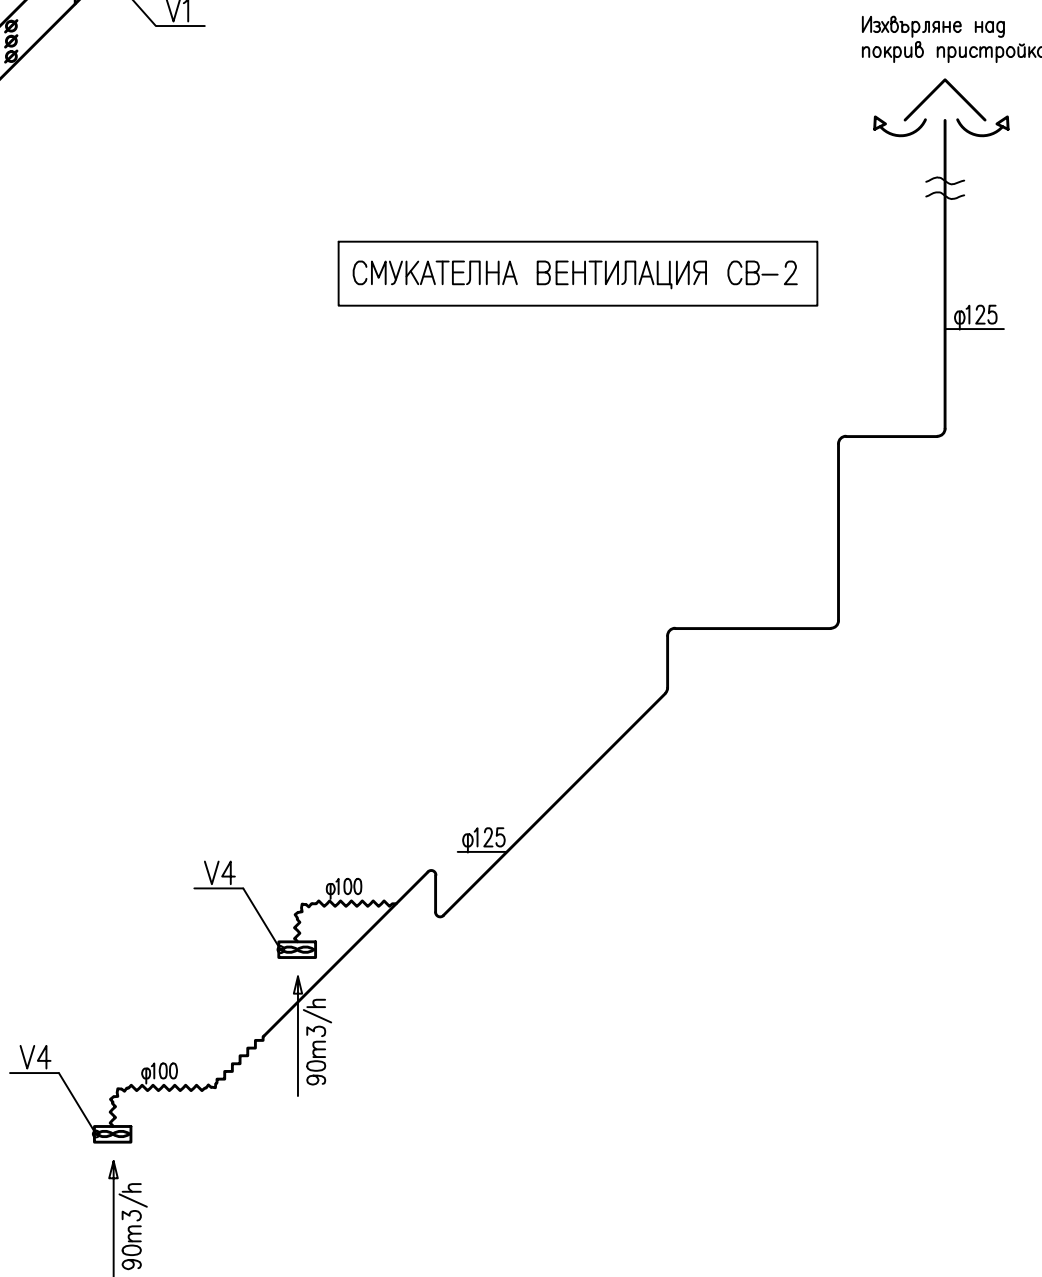 V1
Изхвърляне над
покрив пристройка
СМУКАТЕЛНА ВЕНТИЛАЦИЯ СВ-2
φ125
φ125
V4
φ100
90m3/h
V4
φ100
90m3/h